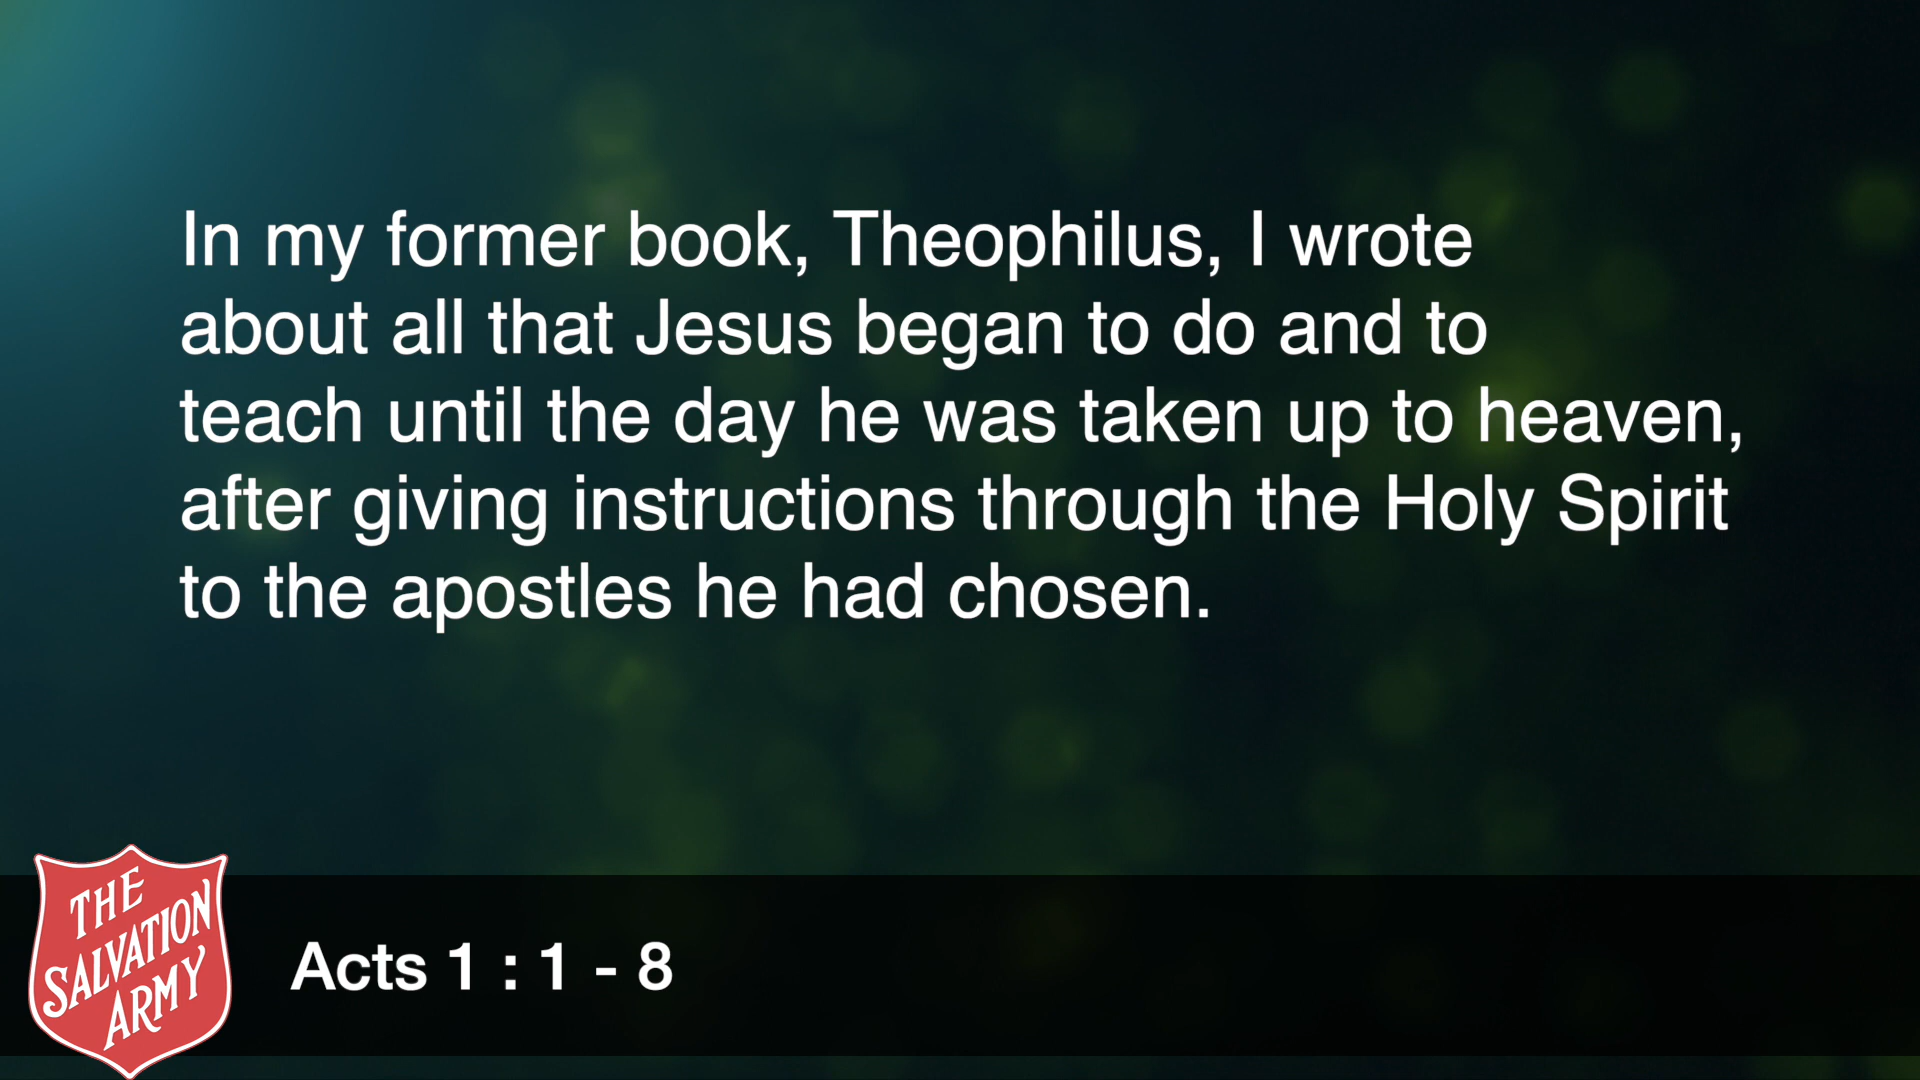 In my former book, Theophilus, I wrote
about all that Jesus began to do and to
teach until the day he was taken up to heaven,
after giving instructions through the Holy Spirit
to the apostles he had chosen.
THE
SALVATION
ARMY
Acts 1 : 1 - 8